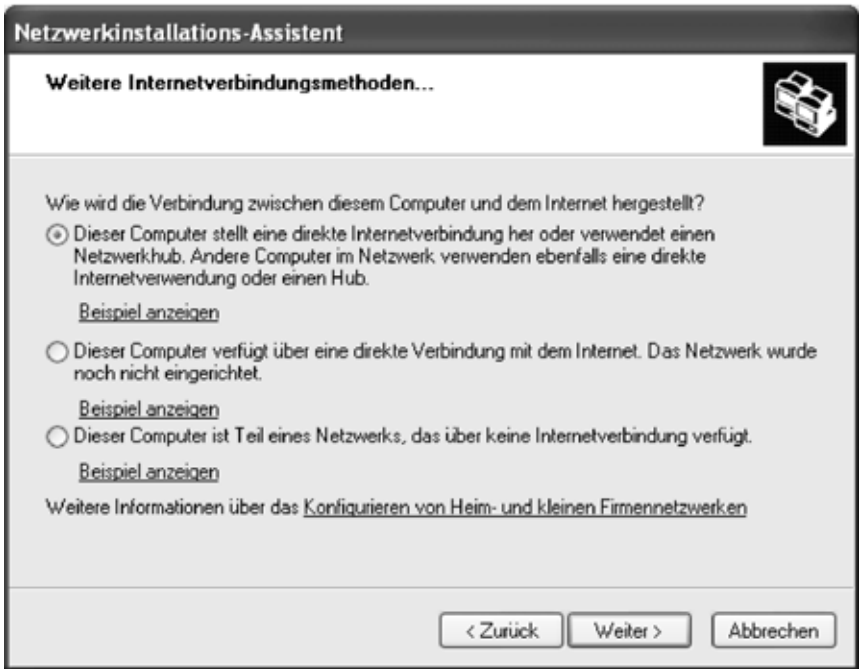 Netzwerkinstallations-Assistent
Weitere Internetverbindungsmethoden...
Wie wird die Verbindung zwischen diesem Computer und dem Internet hergestellt?
Dieser Computer stellt eine direkte Internetverbindung her oder verwendet einen
Netzwerkhub. Andere Computer im Netzwerk verwenden ebenfalls eine direkte
Internetverwendung oder einen Hub.
Beispiel anzeigen
Dieser Computer verfügt über eine direkte Verbindung mit dem Internet. Das Netzwerk wurde
noch nicht eingerichtet.
Beispiel anzeigen
Dieser Computer ist Teil eines Netzwerks, das über keine Internetverbindung verfügt.
Beispiel anzeigen
Weitere Informationen über das Konfigurieren von Heim- und kleinen Firmennetzwerken
< Zurück
Weiter >
Abbrechen